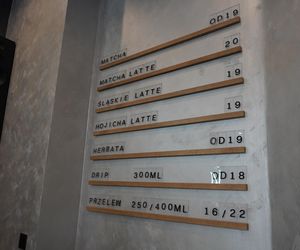 MATCHA OD19
MATCHA LATTE 20
ŚLĄSKIE LATTE 19
HOJICHA LATTE 19
HERBATA OD19
DRIP 300ML OD18
PRZELEW 250/400ML 16/22